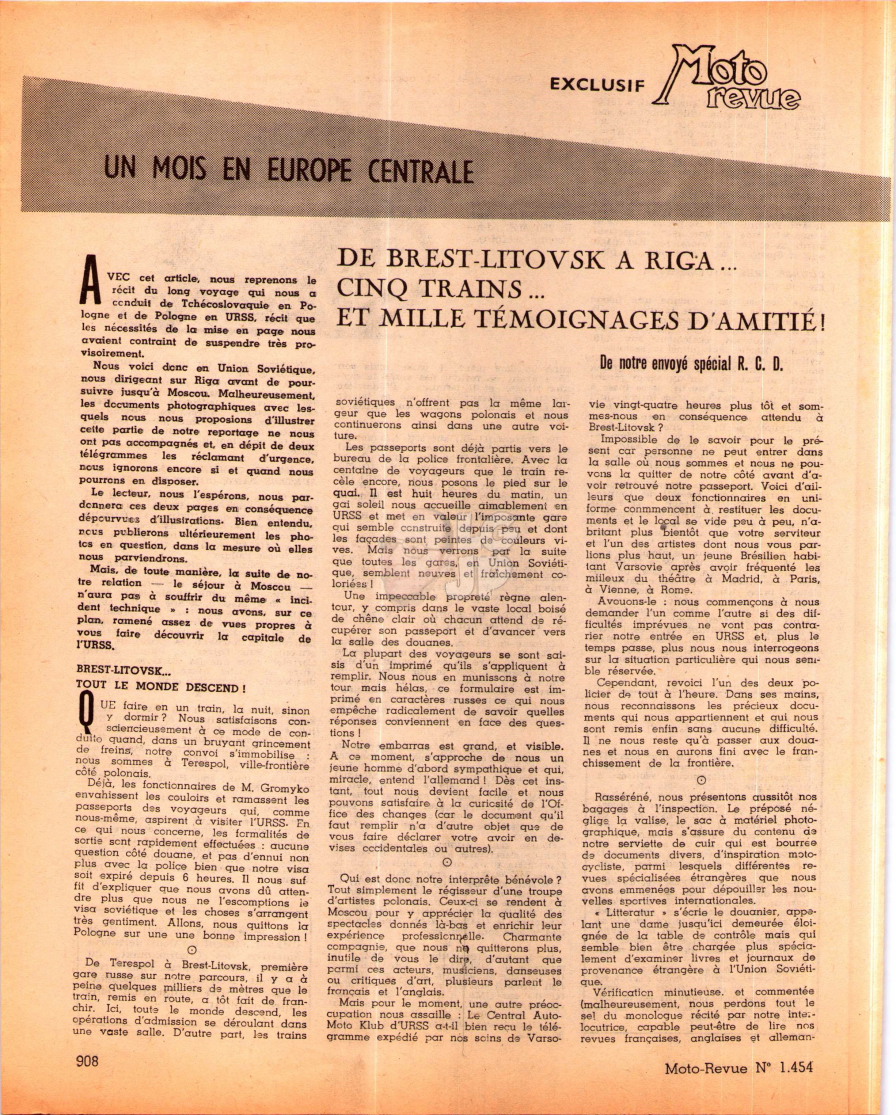 EXCLUSIF Moto revue
UN MOIS EN EUROPE CENTRALE
DE BREST-LITOVSK A RIGA ...
CINQ TRAINS ...
ET MILLE TÉMOIGNAGES D'AMITIÉ !
De notre envoyé spécial R. C. D.
AVEC cet article, nous reprenons le
récit du long voyage qui nous a
conduit de Tchécoslovaquie en Po-
logne et de Pologne en URSS, récit que
les nécessités de la mise en page nous
avaient contraint de suspendre très pro-
visoirement.
Nous voici donc en Union Soviétique,
nous dirigeant sur Riga avant de pour-
suivre jusqu'à Moscou. Malheureusement,
les documents photographiques avec les-
quels nous nous proposions d'illustrer
cette partie de notre reportage ne nous
ont pas accompagnés et, en dépit de deux
télégrammes les réclamant d'urgence,
nous ignorons encore si et quand nous
pourrons en disposer.
Le lecteur, nous l'espérons, nous par-
donnera ces deux pages en conséquence
dépourvues d'illustrations. Bien entendu,
nous publierons ultérieurement les pho-
tos en question, dans la mesure où elles
nous parviendront.
Mais, de toute manière, la suite de no-
tre relation — le séjour à Moscou —
n'aura pas à souffrir du même « inci-
dent technique » : nous avons, sur ce
plan, ramené assez de vues propres à
vous faire découvrir la capitale de
l'URSS.
BREST-LITOVSK...
TOUT LE MONDE DESCEND !
QUE faire en un train, la nuit, sinon
y dormir ? Nous satisfaisons con-
sciencieusement à ce mode de con-
duite quand, dans un bruyant grincement
de freins, notre convoi s'immobilise :
nous sommes à Terespol, ville-frontière
côté polonais.
Déjà, les fonctionnaires de M. Gromyko
envahissent les couloirs et ramassent les
passeports des voyageurs qui, comme
nous-même, aspirent à visiter l'URSS. En
ce qui nous concerne, les formalités de
sortie sont rapidement effectuées : aucune
question côté douane, et pas d'ennui non
plus avec la police bien que notre visa
soit expiré depuis 6 heures. Il nous suf
fit d'expliquer que nous avons dû atten-
dre plus que nous ne l'escomptions le
visa soviétique et les choses s'arrangent
très gentiment. Allons, nous quittons la
Pologne sur une une bonne impression !
De Terespol à Brest-Litovsk, première
gare russe sur notre parcours, il y a à
peine quelques milliers de mètres que le
train, remis en route, a tôt fait de fran-
chir. Ici, toute le monde descend, les
opérations d'admission se déroulant dans
une vaste salle. D'autre part, les trains
soviétiques n'offrent pas la même lar-
geur que les wagons polonais et nous
continuerons ainsi dans une autre voi-
ture.
Les passeports sont déjà partis vers le
bureau de la police frontalière. Avec la
centaine de voyageurs que le train re-
cèle encore, nous posons le pied sur le
quai. Il est huit heures du matin, un
gai soleil nous accueille aimablement en
URSS et met en valeur l'imposante gare
qui semble construite depuis peu et dont
les façades sont peintes de couleurs vi-
ves. Mais nous verrons par la suite
que toutes les gares, en Union Soviéti-
que, semblent neuves et fraîchement co-
loriées !
Une impeccable propreté règne alen-
tour, y compris dans le vaste local boisé
de chêne clair où chacun attend de ré-
cupérer son passeport et d'avancer vers
la salle des douanes.
La plupart des voyageurs se sont sai-
sis d'un imprimé qu'ils s'appliquent à
remplir. Nous nous en munissons à notre
tour mais hélas, ce formulaire est im-
primé en caractères russes ce qui nous
empêche radicalement de savoir quelles
réponses conviennent en face des ques-
tions !
Notre embarras est grand, et visible.
A ce moment, s'approche de nous un
jeune homme d'abord sympathique et qui,
miracle, entend l'allemand ! Dès cet ins-
tant, tout nous devient facile et nous
pouvons satisfaire à la curiosité de l'Of-
fice des changes (car le document qu'il
faut remplir n'a d'autre objet que de
vous faire déclarer votre avoir en de-
vises occidentales ou autres).
Qui est donc notre interprète bénévole ?
Tout simplement le régisseur d'une troupe
d'artistes polonais. Ceux-ci se rendent à
Moscou pour y apprécier la qualité des
spectacles donnés là-bas et enrichir leur
expérience professionnelle. Charmante
compagnie, que nous ne quitterons plus,
inutile de vous le dire, d'autant que
parmi ces acteurs, musiciens, danseuses
ou critiques d'art, plusieurs parlent le
français et l'anglais.
Mais pour le moment, une autre préoc-
cupation nous assaille : Le Central Auto-
Moto Klub d'URSS a-t-il bien reçu le télé-
gramme expédié par nos soins de Varso-
vie vingt-quatre heures plus tôt et som-
mes-nous en conséquence attendu à
Brest-Litovsk ?
Impossible de le savoir pour le pré-
sent car personne ne peut entrer dans
la salle où nous sommes et nous ne pou-
vons la quitter de notre côté avant d'a-
voir retrouvé notre passeport. Voici d'ail-
leurs que deux fonctionnaires en uni-
forme conmmencent à restituer les docu-
ments et le local se vide peu à peu, n'a-
britant plus bientôt que votre serviteur
et l'un des artistes dont nous vous par-
lions plus haut, un jeune Brésilien habi-
tant Varsovie après avoir fréquenté les
milieux du théâtre à Madrid, à Paris,
à Vienne, à Rome.
Avouons-le : nous commençons à nous
demander l'un comme l'autre si des dif-
ficultés imprévues ne vont pas contra-
rier notre entrée en URSS et, plus le
temps passe, plus nous nous interrogeons
sur la situation particulière qui nous sem-
ble réservée.
Cependant, revoici l'un des deux po-
licier de tout à l'heure. Dans ses mains,
nous reconnaissons les précieux docu-
ments qui nous appartiennent et qui nous
sont remis enfin sans aucune difficulté.
Il ne nous reste qu'à passer aux doua-
nes et nous en aurons fini avec le fran-
chissement de la frontière.
Rasséréné, nous présentons aussitôt nos
bagages à l'inspection. Le préposé né-
glige la valise, le sac à matériel photo-
graphique, mais s'assure du contenu de
notre serviette de cuir qui est bourrée
de documents divers, d'inspiration moto-
cycliste, parmi lesquels différentes re-
vues spécialisées étrangères que nous
avons emmenées pour dépouiller les nou-
velles sportives internationales.
« Litteratur » s'écrie le douanier, appe-
lant une dame jusqu'ici demeurée éloi-
gnée de la table de contrôle mais qui
semble bien être chargée plus spécia-
lement d'examiner livres et journaux de
provenance étrangère à l'Union Soviéti-
que.
Vérification minutieuse. et commentée
(malheureusement, nous perdons tout le
sel du monologue récité par notre inter-
locutrice, capable peut-être de lire nos
revues françaises, anglaises et alleman-
908
Moto-Revue N° 1.454